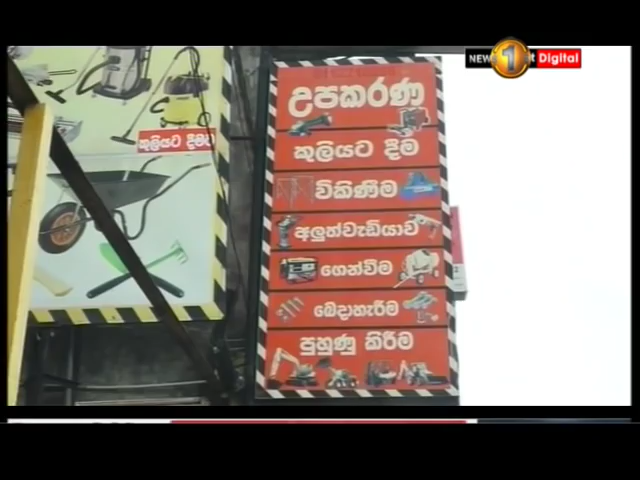 NEWS 1st Digital
කුලියට දීම
උපකරණ
කුලියට දීම
විකිණීම
අලුත්වැඩියාව
ගෙන්වීම
බෙදාහැරීම
පුහුණු කිරීම